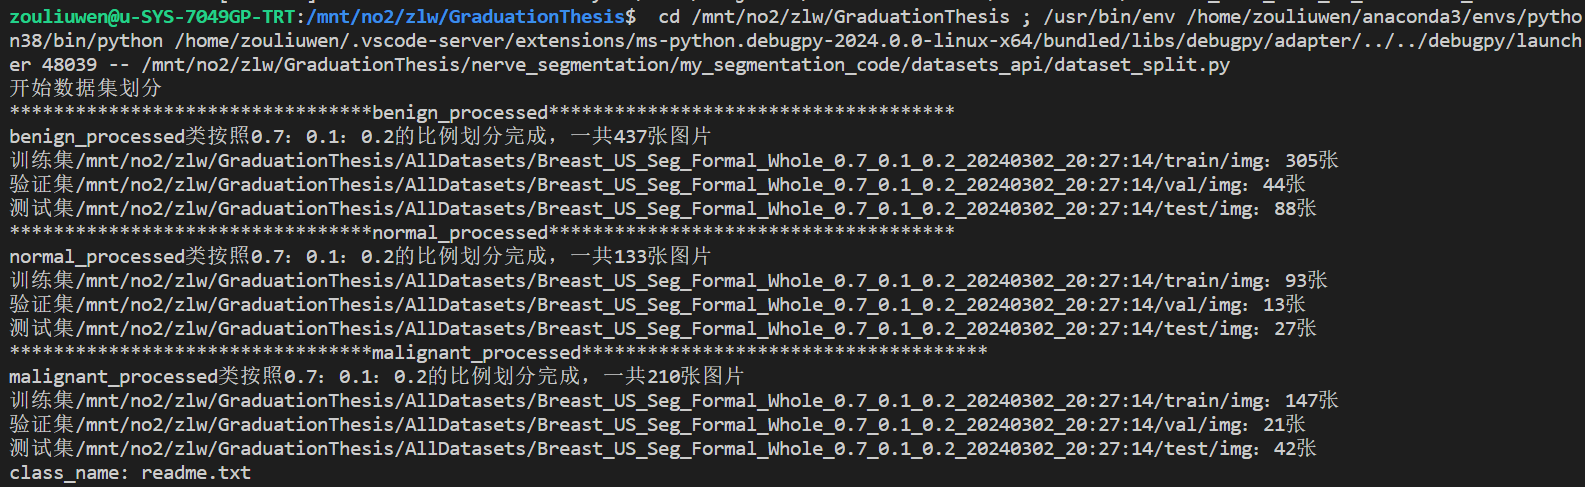 zouliuwen@u-SYS-7049GP-TRT:/mnt/no2/zlw/GraduationThesis$  cd /mnt/no2/zlw/GraduationThesis ; /usr/bin/env /home/zouliuwen/anaconda3/envs/pytho
n38/bin/python /home/zouliuwen/.vscode-server/extensions/ms-python.debugpy-2024.0.0-linux-x64/bundled/libs/debugpy/adapter/../../debugpy/launch
er 48039 -- /mnt/no2/zlw/GraduationThesis/nerve_segmentation/my_segmentation_code/datasets_api/dataset_split.py
开始数据集划分
*********************************benign_processed*************************************
benign_processed类按照0.7：0.1：0.2的比例划分完成，一共437张图片
训练集/mnt/no2/zlw/GraduationThesis/AllDatasets/Breast_US_Seg_Formal_Whole_0.7_0.1_0.2_20240302_20:27:14/train/img：305张
验证集/mnt/no2/zlw/GraduationThesis/AllDatasets/Breast_US_Seg_Formal_Whole_0.7_0.1_0.2_20240302_20:27:14/val/img：44张
测试集/mnt/no2/zlw/GraduationThesis/AllDatasets/Breast_US_Seg_Formal_Whole_0.7_0.1_0.2_20240302_20:27:14/test/img：88张
*********************************normal_processed*************************************
normal_processed类按照0.7：0.1：0.2的比例划分完成，一共133张图片
训练集/mnt/no2/zlw/GraduationThesis/AllDatasets/Breast_US_Seg_Formal_Whole_0.7_0.1_0.2_20240302_20:27:14/train/img：93张
验证集/mnt/no2/zlw/GraduationThesis/AllDatasets/Breast_US_Seg_Formal_Whole_0.7_0.1_0.2_20240302_20:27:14/val/img：13张
测试集/mnt/no2/zlw/GraduationThesis/AllDatasets/Breast_US_Seg_Formal_Whole_0.7_0.1_0.2_20240302_20:27:14/test/img：27张
*********************************malignant_processed*************************************
malignant_processed类按照0.7：0.1：0.2的比例划分完成，一共210张图片
训练集/mnt/no2/zlw/GraduationThesis/AllDatasets/Breast_US_Seg_Formal_Whole_0.7_0.1_0.2_20240302_20:27:14/train/img：147张
验证集/mnt/no2/zlw/GraduationThesis/AllDatasets/Breast_US_Seg_Formal_Whole_0.7_0.1_0.2_20240302_20:27:14/val/img：21张
测试集/mnt/no2/zlw/GraduationThesis/AllDatasets/Breast_US_Seg_Formal_Whole_0.7_0.1_0.2_20240302_20:27:14/test/img：42张
class_name: readme.txt